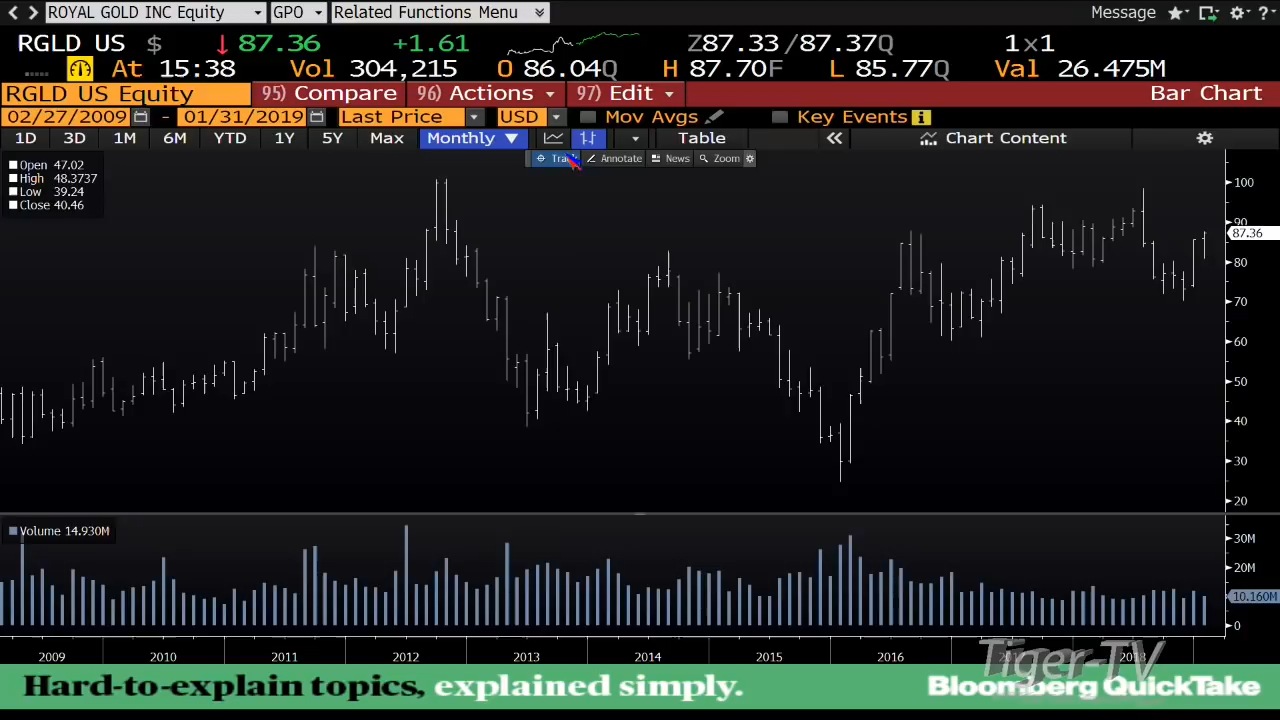 ROYAL GOLD INC Equity GPO Related Functions Menu Message
RGLD US $ 87.36 +1.61 Z87.33/87.37Q 1x1
At 15:38 Vol 304,215 O 86.04Q H 87.70F L 85.77Q Val 26.475M
RGLD US Equity 95) Compare 96) Actions 97) Edit Bar Chart
02/27/2009 - 01/31/2019 Last Price USD Mov Avgs Key Events
1D 3D 1M 6M YTD 1Y 5Y Max Monthly Table Chart Content
Annotate News Zoom
Open 47.02
High 48.3737
Low 39.24
Close 40.46
100
90
87.36
80
70
60
50
40
30
20
Volume 14.930M
30M
20M
10.160M
0
2009 2010 2011 2012 2013 2014 2015 2016 2018
Tiger-TV
Hard-to-explain topics, explained simply. Bloomberg QuickTake